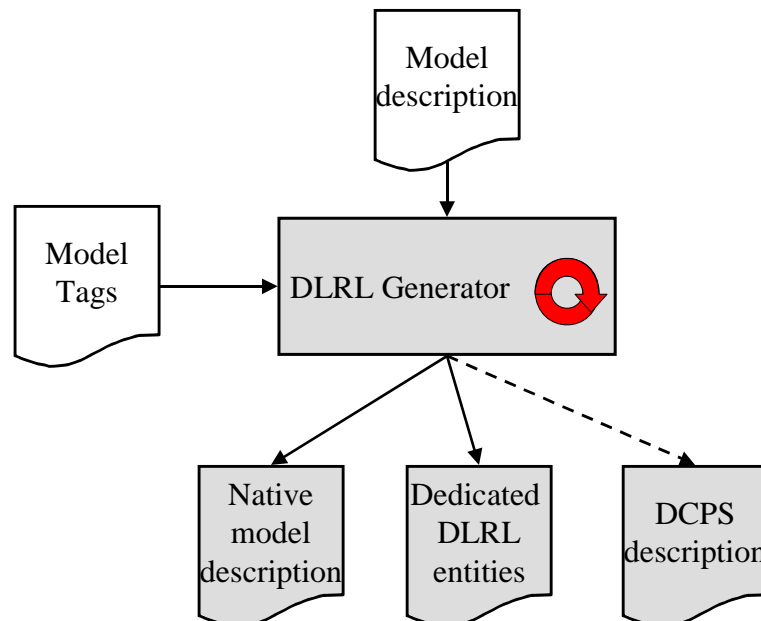 Model
description
Model
Tags
DLRL Generator
Native
model
description
Dedicated
DLRL
entities
DCPS
description